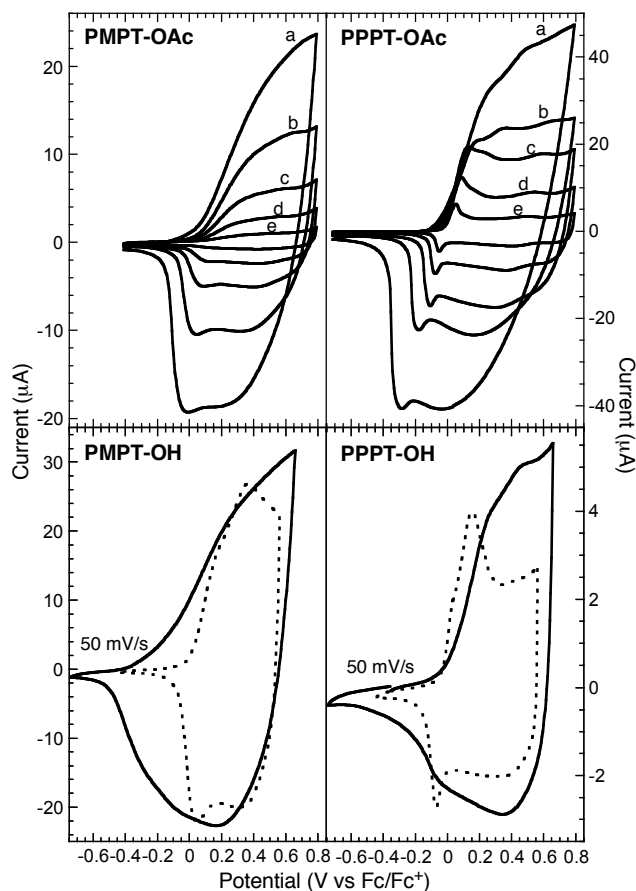 PMPT-OAc
PPPT-OAc
a
b
c
d
e
a
b
c
d
e
20
10
0
-10
-20
40
20
0
-20
-40
Current (μA)
Current (μA)
PMPT-OH
PPPT-OH
50 mV/s
50 mV/s
30
20
10
0
-10
-20
4
2
0
-2
-0.6 -0.4 -0.2 0 0.2 0.4 0.6 0.8
-0.6 -0.4 -0.2 0 0.2 0.4 0.6 0.8
Potential (V vs Fc/Fc+)